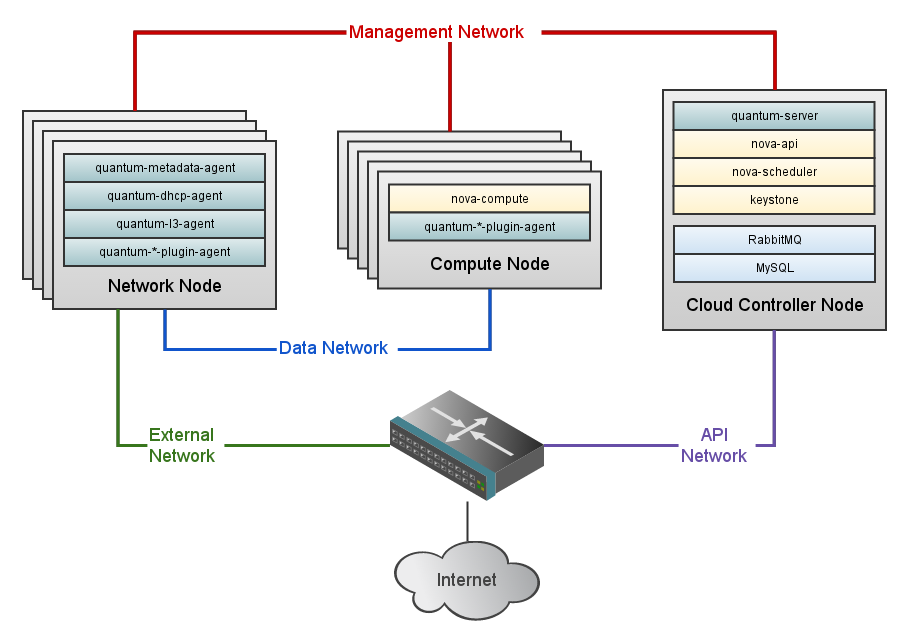 Management Network
quantum-metadata-agent
quantum-dhcp-agent
quantum-l3-agent
quantum-*-plugin-agent
Network Node
nova-compute
quantum-*-plugin-agent
Compute Node
quantum-server
nova-api
nova-scheduler
keystone
RabbitMQ
MySQL
Cloud Controller Node
Data Network
External
Network
API
Network
Internet